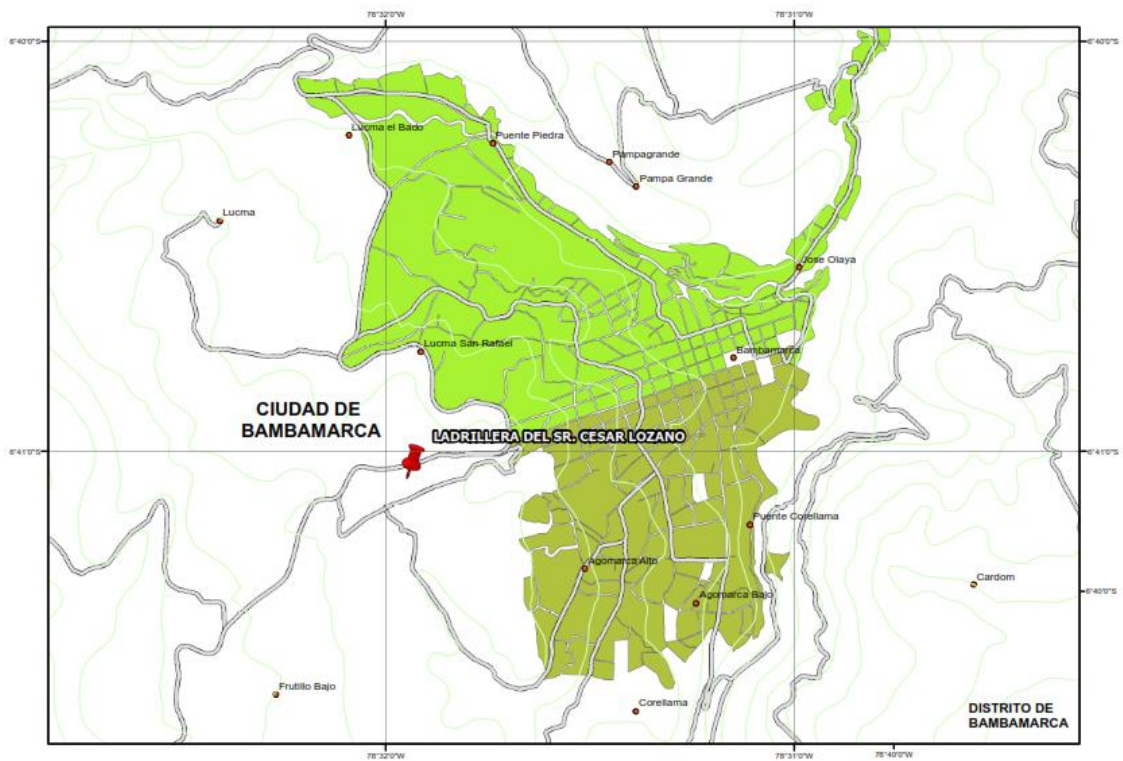 78°32'0"W
78°31'0"W
6°40'0"S
6°40'0"S
Lucma el Bado
Puente Piedra
Pampagrande
Pampa Grande
Lucma
Jose Olaya
Lucma San Rafael
Bambamarca
CIUDAD DE
BAMBAMARCA
LADRILLERA DEL SR. CESAR LOZANO
6°41'0"S
6°41'0"S
Puente Corellama
Agomarca Alto
Cardom
6°40'0"S
Agomarca Bajo
Frutillo Bajo
Corellama
DISTRITO DE
BAMBAMARCA
78°32'0"W
78°31'0"W
78°40'0"W